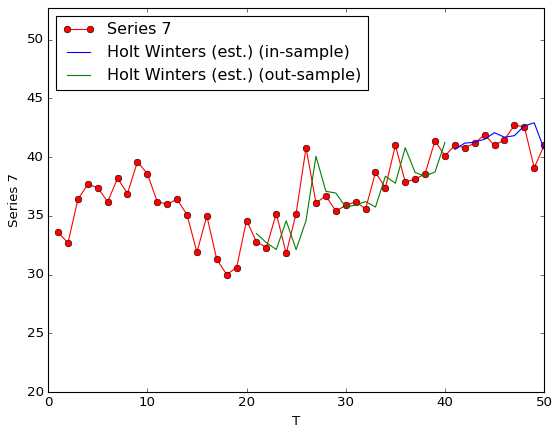 Series 7
Holt Winters (est.) (in-sample)
Holt Winters (est.) (out-sample)
50
45
40
35
30
25
20
Series 7
0 10 20 30 40 50
T